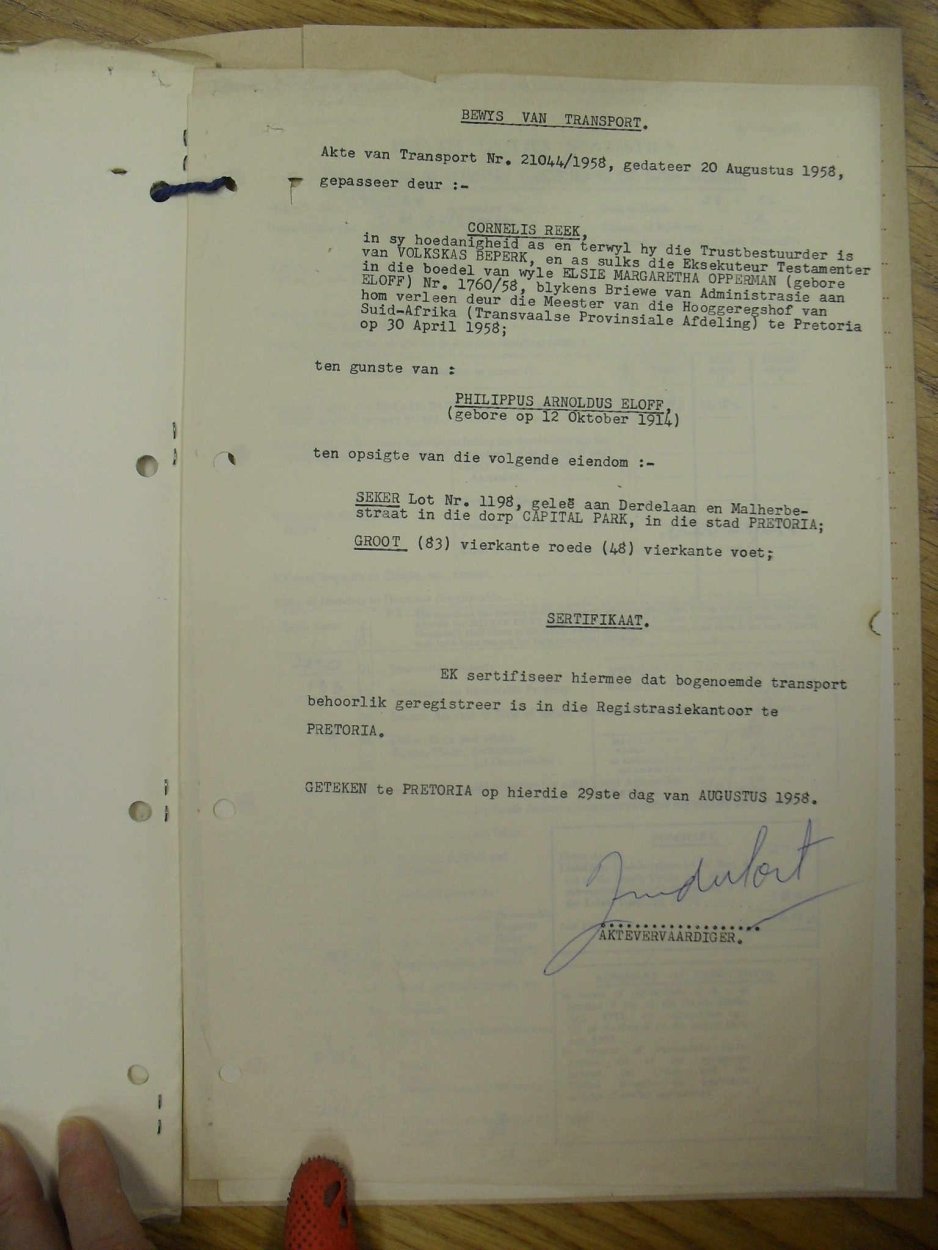 BEWYS VAN TRANSPORT.
Akte van Transport Nr. 21044/1958, gedateer 20 Augustus 1958,
gepasseer deur :-
CORNELIS REEK,
in sy hoedanigheid as en terwyl hy die Trustbestuurder is
van VOLKSKAS BEPERK, en as sulks die Eksekuteur Testamenter
in die boedel van wyle ELSIE MARGARETHA OPPERMAN (gebore
ELOFF) Nr. 1760/58, blykens Briewe van Administrasie aan
hom verleen deur die Meester van die Hooggeregshof van
Suid-Afrika (Transvaalse Provinsiale Afdeling) te Pretoria
op 30 April 1958;
ten gunste van :
PHILIPPUS ARNOLDUS ELOFF,
(gebore op 12 Oktober 1914)
ten opsigte van die volgende eiendom :-
SEKER Lot Nr. 1198, geleë aan Derdelaan en Malherbe-
straat in die dorp CAPITAL PARK, in die stad PRETORIA;
GROOT (83) vierkante roede (48) vierkante voet;
SERTIFIKAAT.
EK sertifiseer hiermee dat bogenoemde transport
behoorlik geregistreer is in die Registrasiekantoor te
PRETORIA.
GETEKEN te PRETORIA op hierdie 29ste dag van AUGUSTUS 1958.
AKTEVERVAARDIGER.